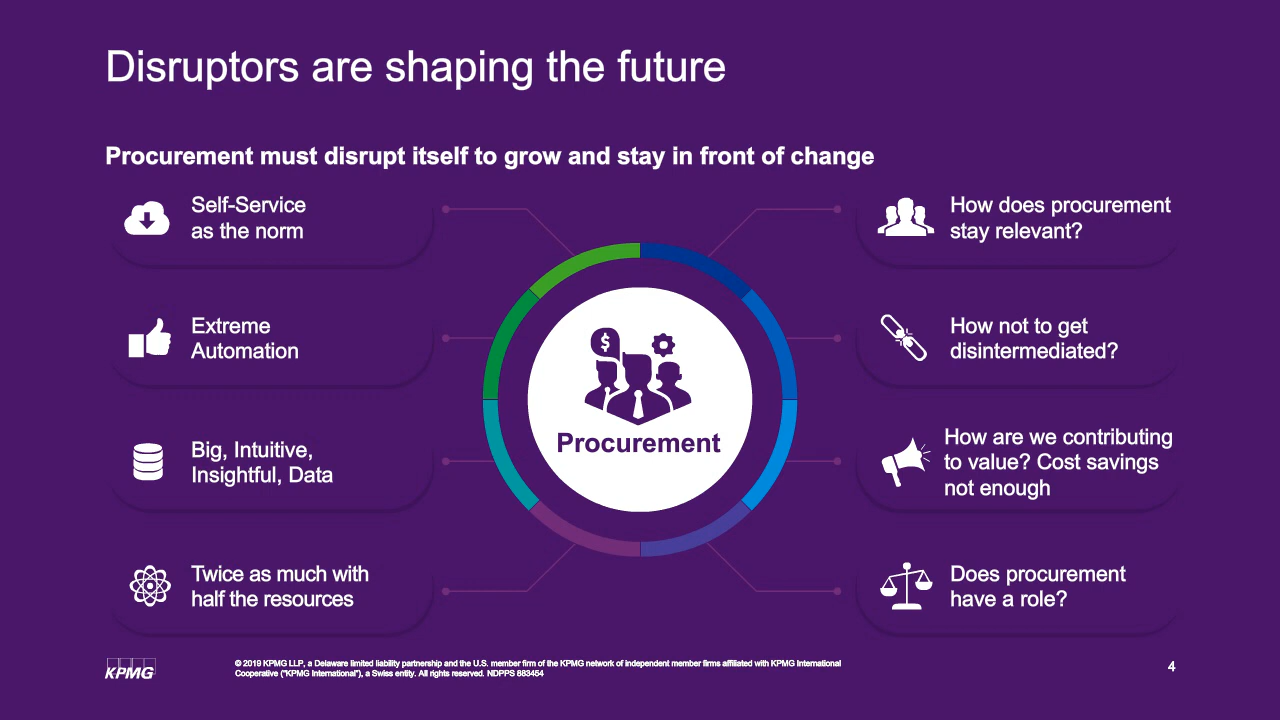 Disruptors are shaping the future
Procurement must disrupt itself to grow and stay in front of change
Self-Service
as the norm
Extreme
Automation
Big, Intuitive,
Insightful, Data
Twice as much with
half the resources
$
Procurement
How does procurement
stay relevant?
How not to get
disintermediated?
How are we contributing
to value? Cost savings
not enough
Does procurement
have a role?
KPMG
© 2019 KPMG LLP, a Delaware limited liability partnership and the U.S. member firm of the KPMG network of independent member firms affiliated with KPMG International
Cooperative ("KPMG International"), a Swiss entity. All rights reserved. NDPPS 883454
4